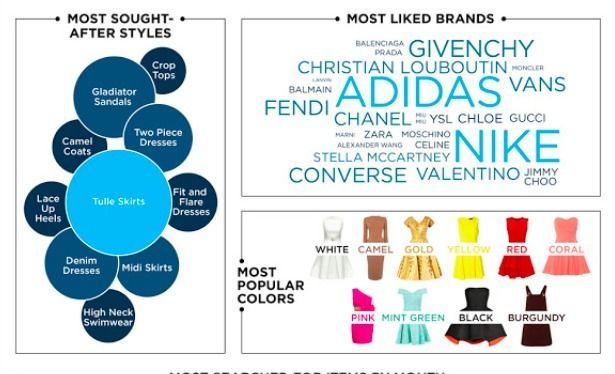 MOST SOUGHT-
AFTER STYLES
Crop
Tops
Gladiator
Sandals
Two Piece
Dresses
Camel
Coats
Tulle Skirts
Lace
Up
Heels
Fit and
Flare
Dresses
Denim
Dresses
Midi Skirts
High Neck
Swimwear
MOST LIKED BRANDS
BALENCIAGA
PRADA
GIVENCHY
CHRISTIAN LOUBOUTIN
MONCLER
LANVIN
BALMAIN
ADIDAS
VANS
FENDI
CHANEL
MIU
MIU
YSL
CHLOE
GUCCI
MARNI
ZARA
MOSCHINO
NIKE
ALEXANDER WANG
CELINE
STELLA MCCARTNEY
CONVERSE
VALENTINO
JIMMY
CHOO
MOST
POPULAR
COLORS
WHITE
CAMEL
GOLD
YELLOW
RED
CORAL
PINK
MINT GREEN
BLACK
BURGUNDY